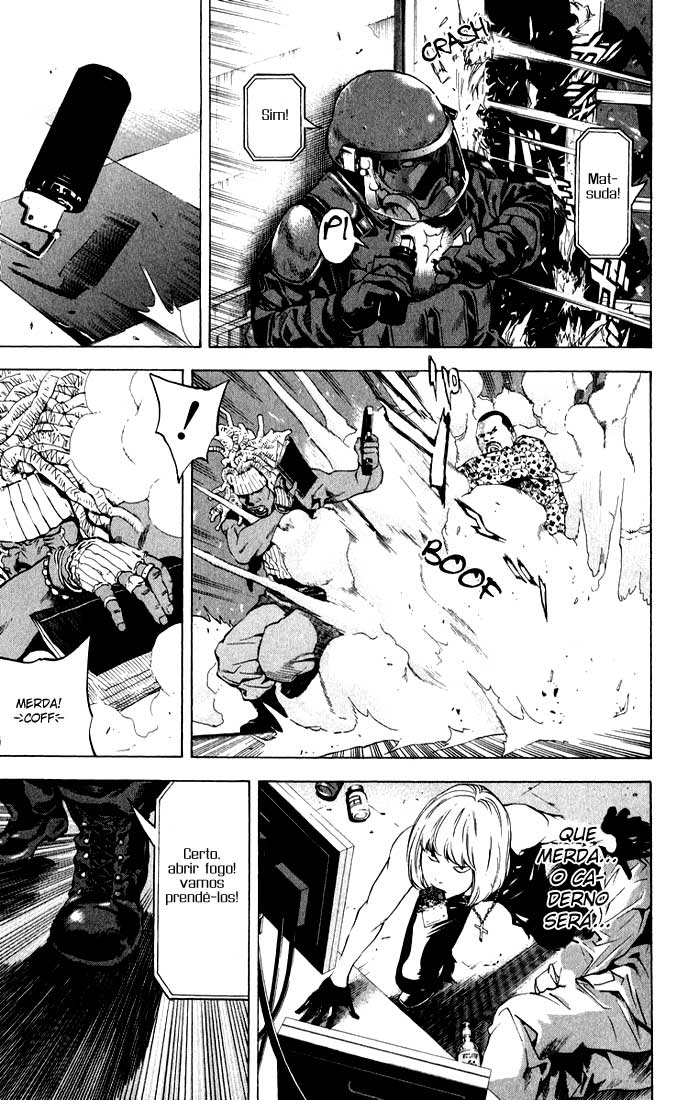 CRASH!
Mat-
suda!
Sim!
PI
BOOF
!
MERDA!
COFF
QUE
MERDA...
O CA-
DERNO
SERÁ...
Certo,
abrir fogo!
vamos
prendê-los!